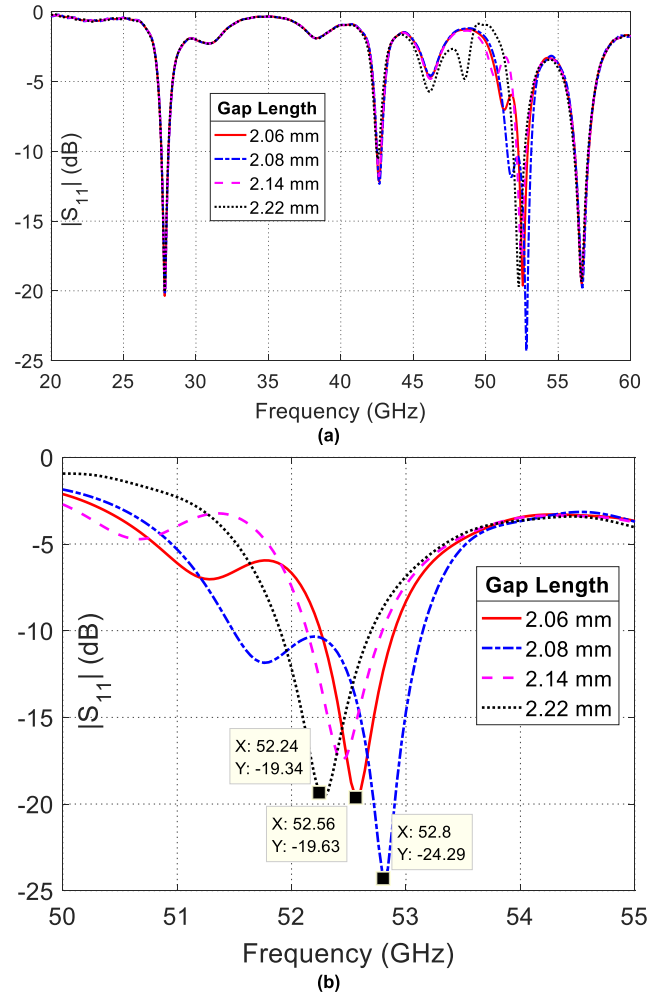 0
-5
-10
-15
-20
-25
|S11| (dB)
Gap Length
2.06 mm
2.08 mm
2.14 mm
2.22 mm
20 25 30 35 40 45 50 55 60
Frequency (GHz)
(a)
0
-5
-10
-15
-20
-25
|S11| (dB)
Gap Length
2.06 mm
2.08 mm
2.14 mm
2.22 mm
X: 52.24
Y: -19.34
X: 52.56
Y: -19.63
X: 52.8
Y: -24.29
50 51 52 53 54 55
Frequency (GHz)
(b)